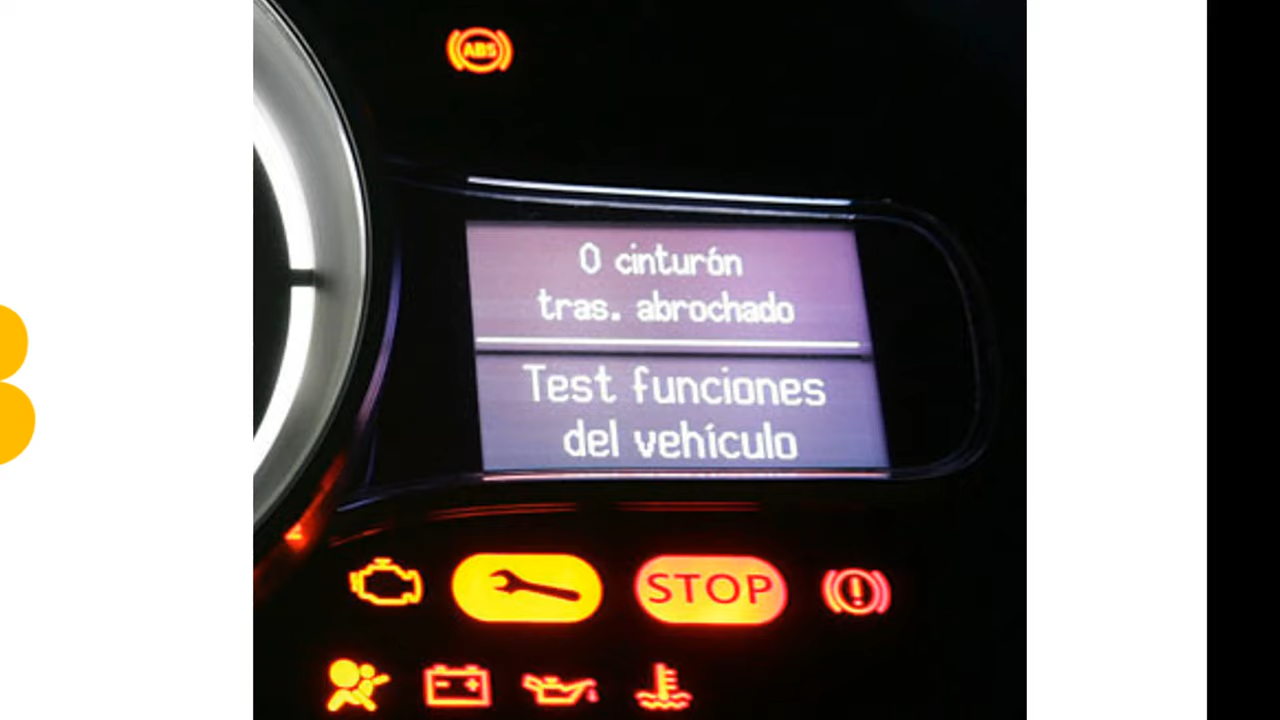 ABS
0 cinturón
tras. abrochado
Test funciones
del vehículo
STOP